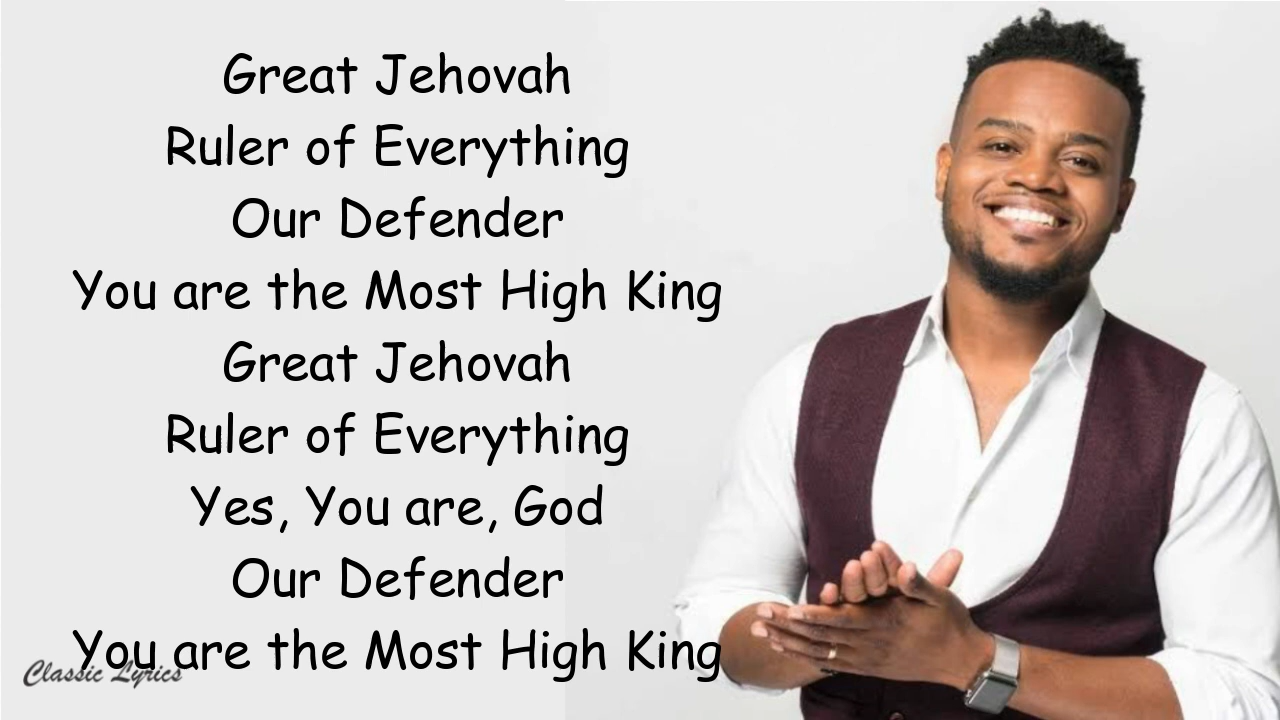 Great Jehovah
Ruler of Everything
Our Defender
You are the Most High King
Great Jehovah
Ruler of Everything
Yes, You are, God
Our Defender
You are the Most High King
Classic Lyrics